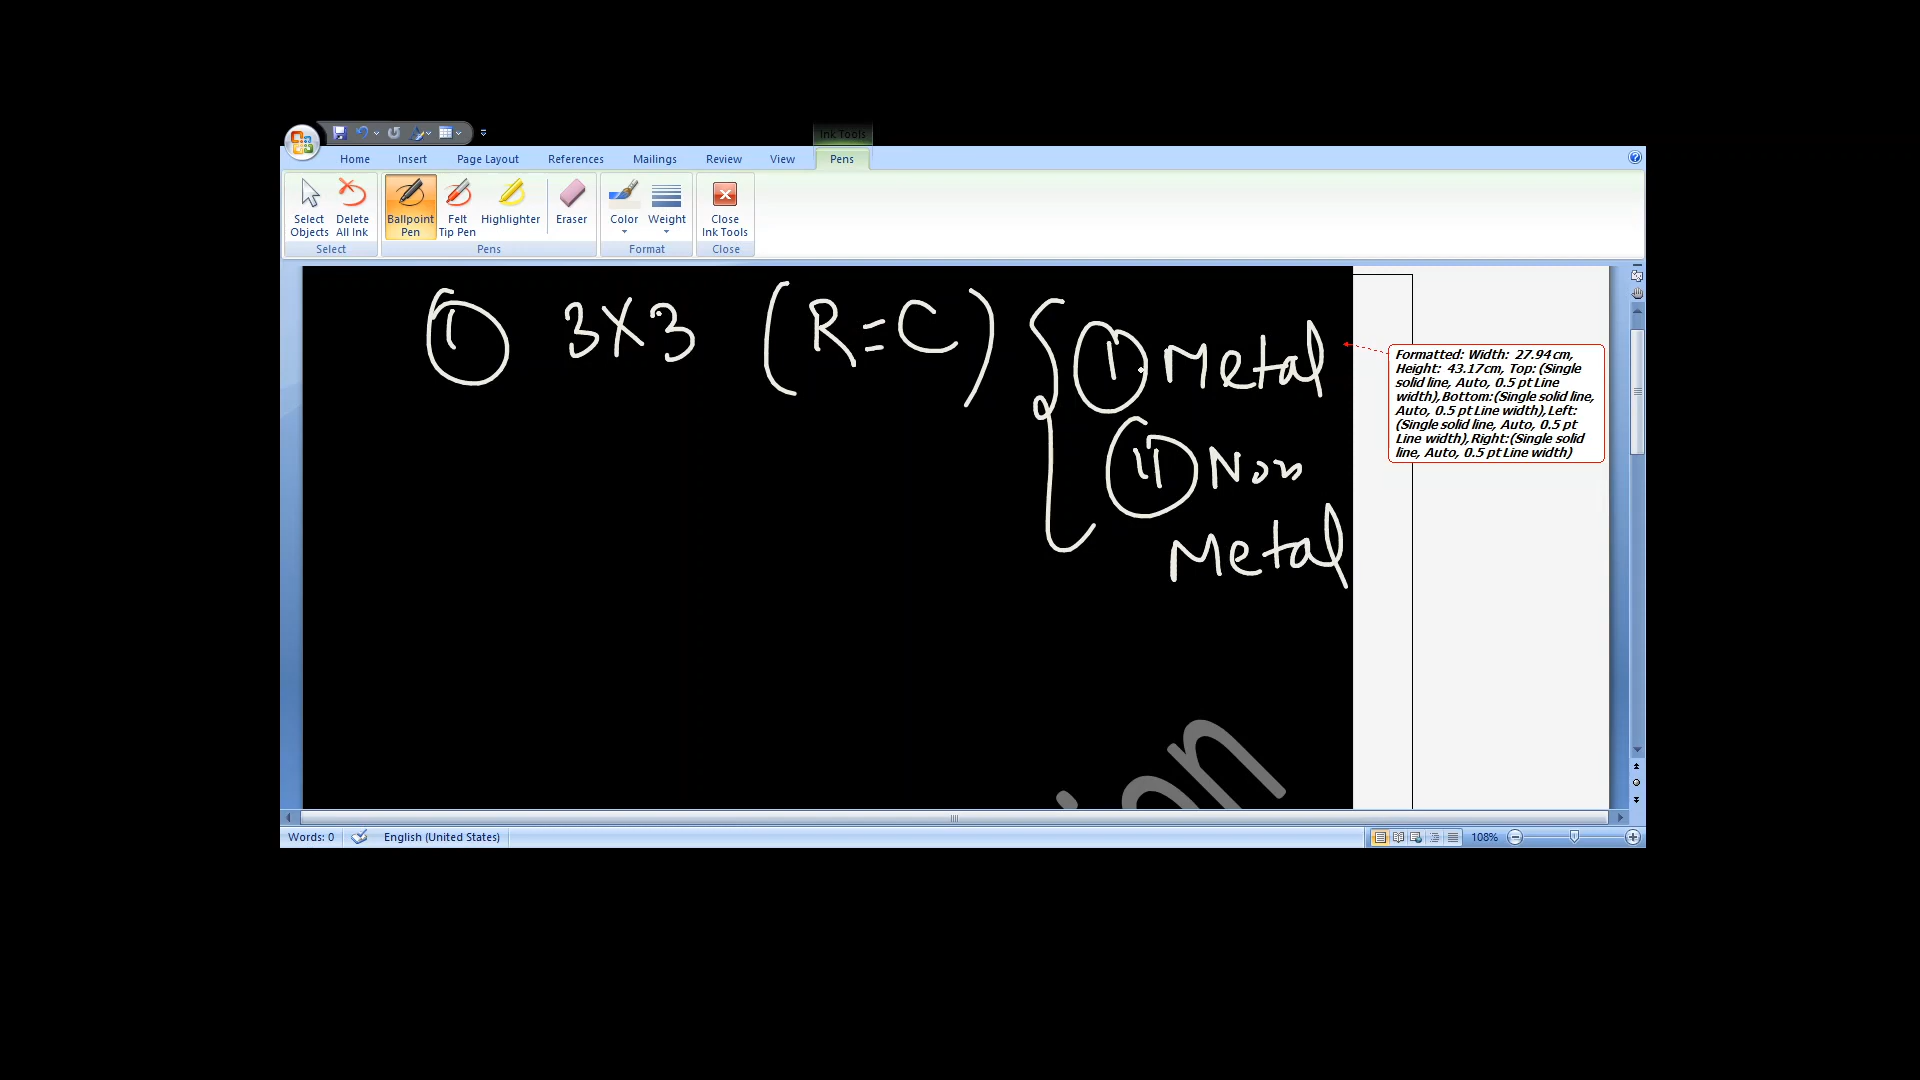 Ink Tools
Home Insert Page Layout References Mailings Review View Pens
Select Objects
Delete All Ink
Ballpoint Pen
Felt Tip Pen
Highlighter
Eraser
Color
Weight
Close Ink Tools
Select Pens Format Close
① 3X3 (R=C) { ① Metal
⑪ Non
Metal
Formatted: Width: 27.94 cm,
Height: 43.17cm, Top: (Single
solid line, Auto, 0.5 pt Line
width), Bottom: (Single solid line,
Auto, 0.5 pt Line width), Left:
(Single solid line, Auto, 0.5 pt
Line width), Right: (Single solid
line, Auto, 0.5 pt Line width)
Words: 0 English (United States) 108%